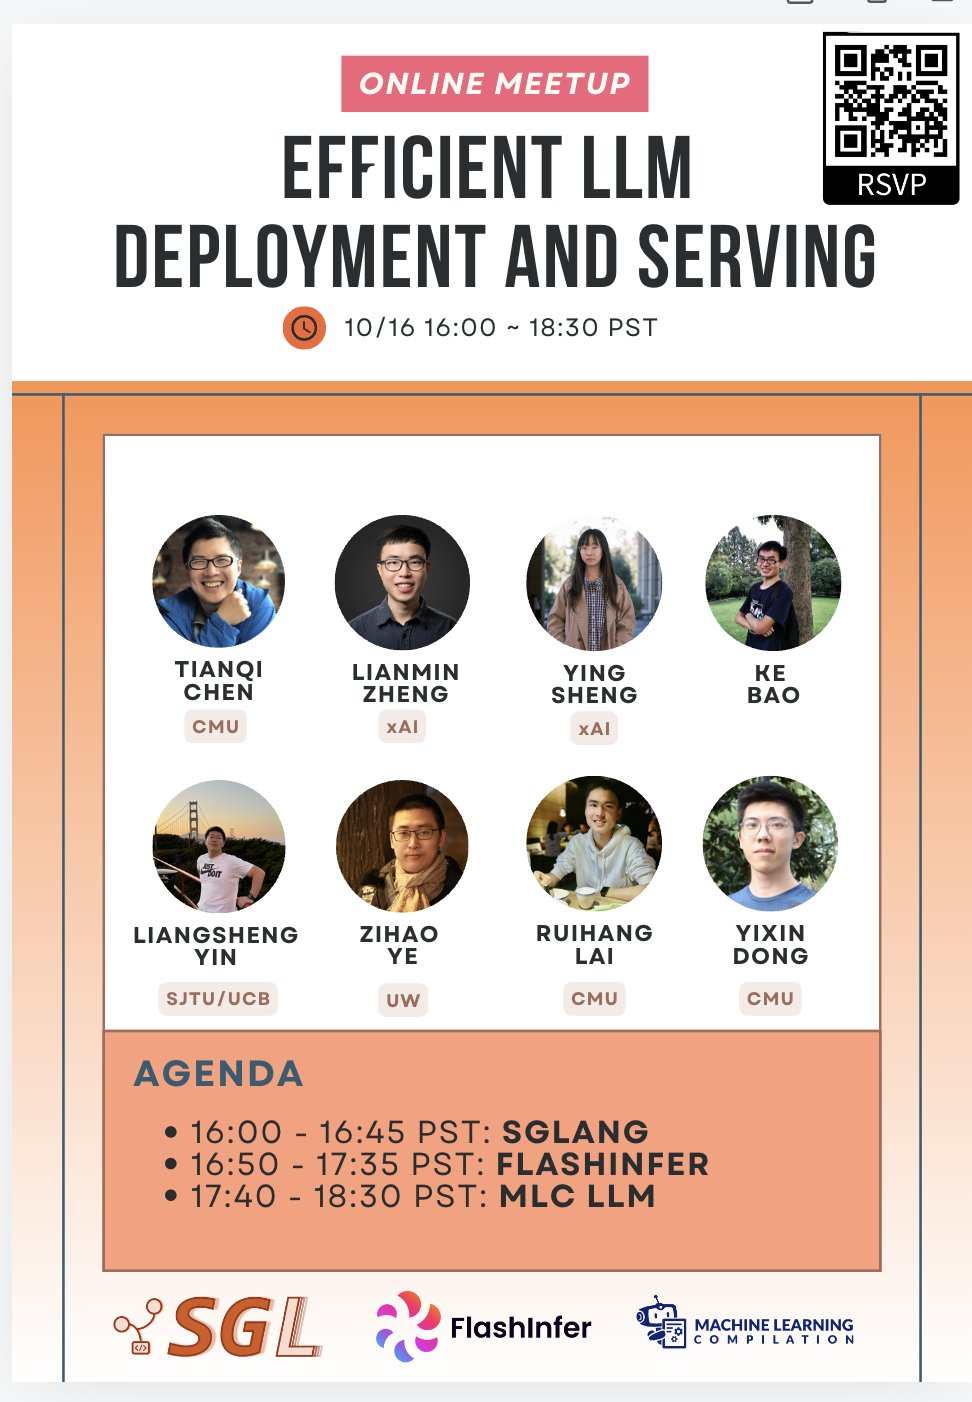 ONLINE MEETUP
RSVP
EFFICIENT LLM
DEPLOYMENT AND SERVING
10/16 16:00 ~ 18:30 PST
TIANQI
CHEN
CMU
LIANMIN
ZHENG
xAI
YING
SHENG
xAI
KE
BAO
JUST
DO IT
LIANGSHENG
YIN
SJTU/UCB
ZIHAO
YE
UW
RUIHANG
LAI
CMU
YIXIN
DONG
CMU
AGENDA
• 16:00 - 16:45 PST: SGLANG
• 16:50 - 17:35 PST: FLASHINFER
• 17:40 - 18:30 PST: MLC LLM
SGL
FlashInfer
MACHINE LEARNING
COMPILATION